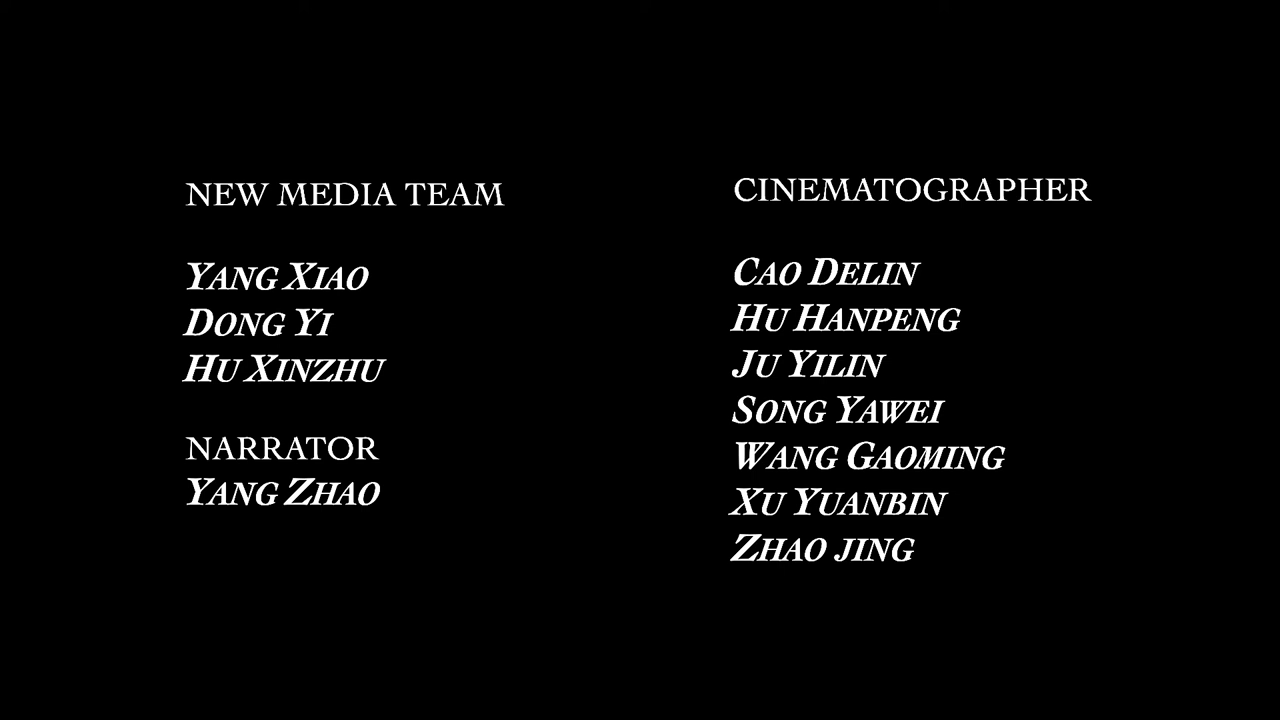 NEW MEDIA TEAM
YANG XIAO
DONG YI
HU XINZHU
NARRATOR
YANG ZHAO
CINEMATOGRAPHER
CAO DELIN
HU HANPENG
JU YILIN
SONG YAWEI
WANG GAOMING
XU YUANBIN
ZHAO JING